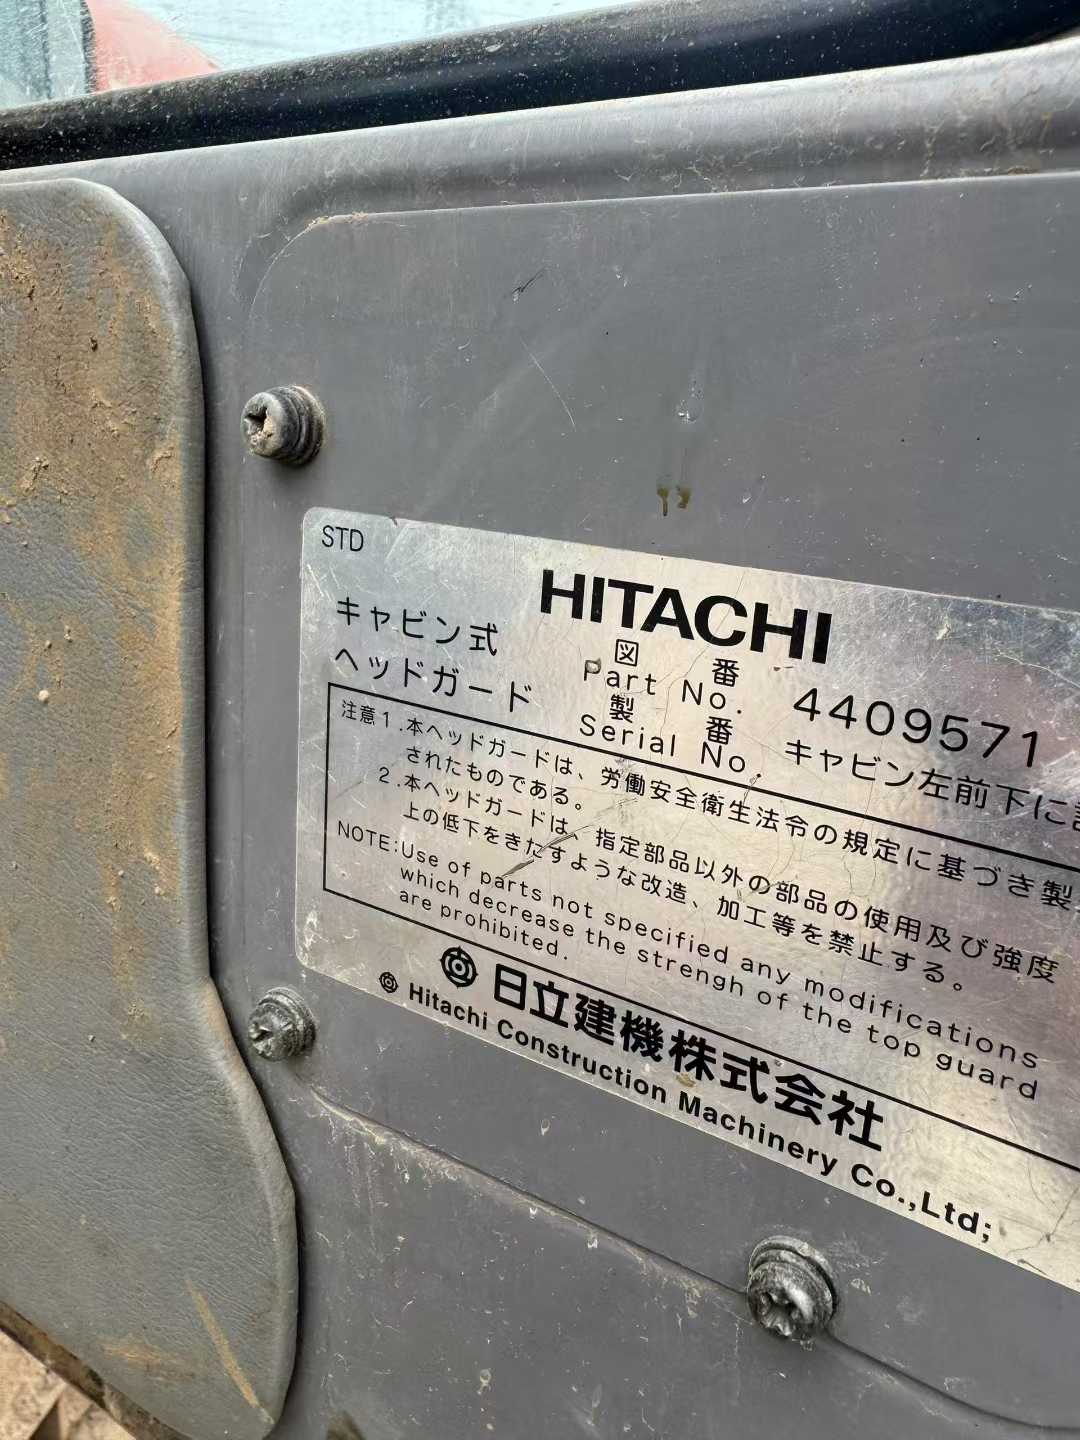 STD
HITACHI
キャビン式
ヘッドガード
図 番
Part No. 4409571
製 番
Serial No. キャビン左前下に
注意1.本ヘッドガードは、労働安全衛生法令の規定に基づき製
されたものである。
2.本ヘッドガードは、指定部品以外の部品の使用及び強度
上の低下をきたすような改造、加工等を禁止する。
NOTE:Use of parts not specified any modifications
which decrease the strengh of the top guard
are prohibited.
日立建機株式会社
Hitachi Construction Machinery Co.,Ltd;